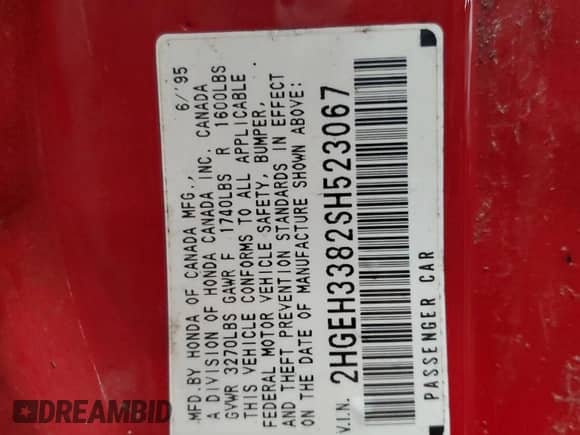 MFD.BY HONDA OF CANADA MFG., 6/'95
A DIVISION OF HONDA CANADA INC. CANADA
GVWR 3270LBS GAWR F 1740LBS R 1600LBS
THIS VEHICLE CONFORMS TO ALL APPLICABLE
FEDERAL MOTOR VEHICLE SAFETY, BUMPER,
AND THEFT PREVENTION STANDARDS IN EFFECT
ON THE DATE OF MANUFACTURE SHOWN ABOVE:
V.I.N. 2HGEH3382SH523067
PASSENGER CAR
DREAMBID